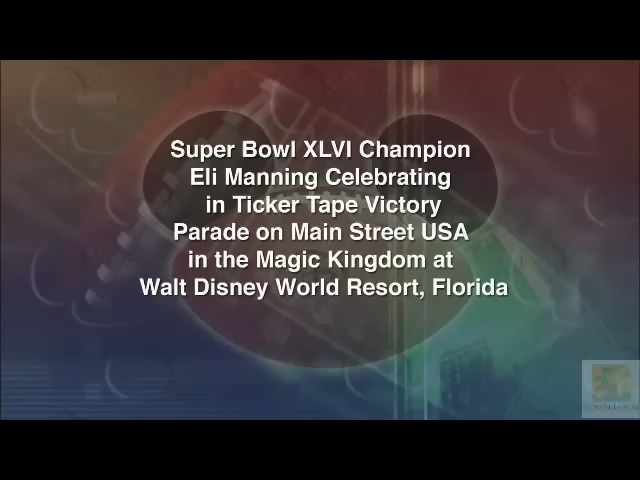 Super Bowl XLVI Champion
Eli Manning Celebrating
in Ticker Tape Victory
Parade on Main Street USA
in the Magic Kingdom at
Walt Disney World Resort, Florida